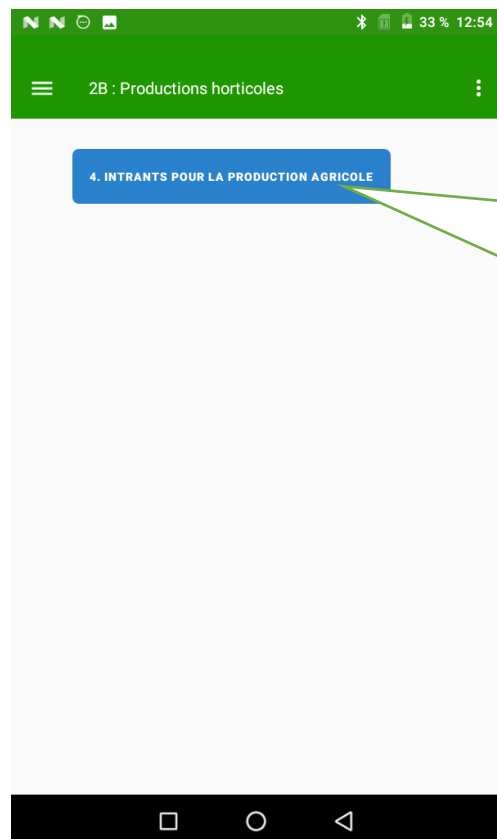 33 % 12:54
2B : Productions horticoles
4. INTRANTS POUR LA PRODUCTION AGRICOLE